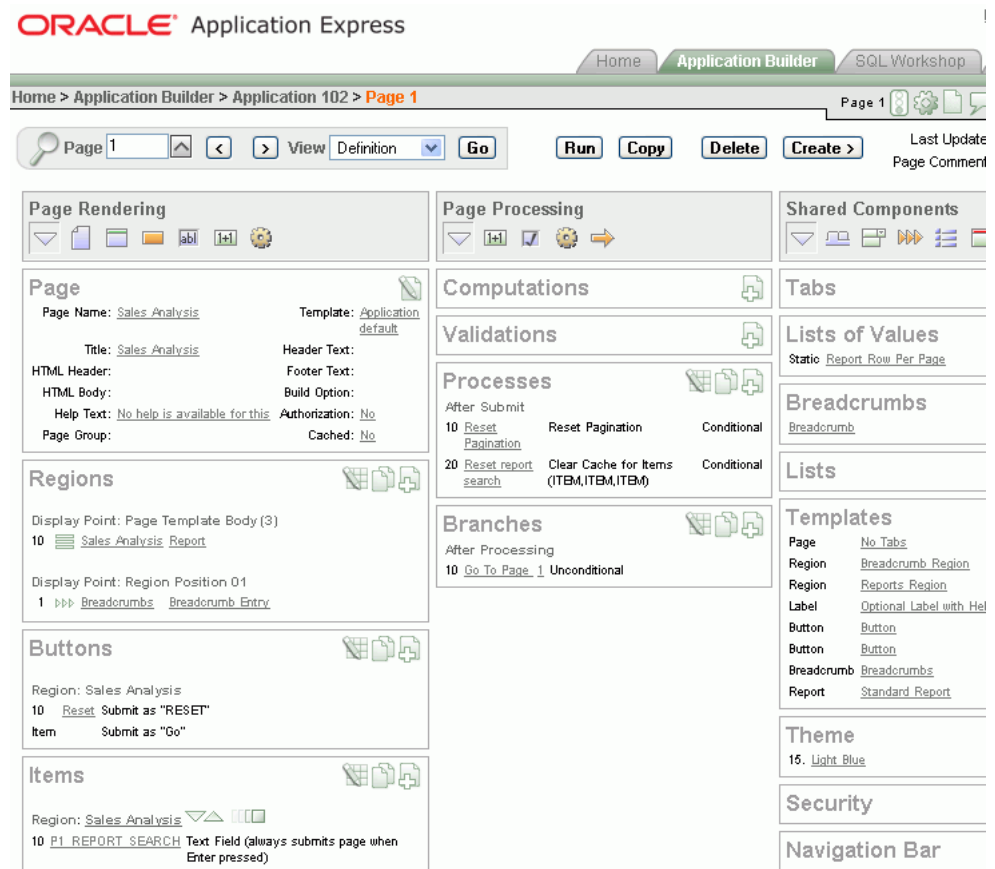 ORACLE Application Express
Home Application Builder SQL Workshop
Home > Application Builder > Application 102 > Page 1
Page 1
Page 1 View Definition Go Run Copy Delete Create >
Last Update
Page Comment
Page Rendering
Page
Page Name: Sales Analysis Template: Application default
Title: Sales Analysis Header Text:
HTML Header: Footer Text:
HTML Body: Build Option:
Help Text: No help is available for this Authorization: No
Page Group: Cached: No
Regions
Display Point: Page Template Body (3)
10 Sales Analysis Report
Display Point: Region Position 01
1 Breadcrumbs Breadcrumb Entry
Buttons
Region: Sales Analysis
10 Reset Submit as "RESET"
Item Submit as "Go"
Items
Region: Sales Analysis
10 P1_REPORT_SEARCH Text Field (always submits page when
Enter pressed)
Page Processing
Computations
Validations
Processes
After Submit
10 Reset Pagination Reset Pagination Conditional
20 Reset report search Clear Cache for Items (ITEM,ITEM,ITEM) Conditional
Branches
After Processing
10 Go To Page 1 Unconditional
Shared Components
Tabs
Lists of Values
Static Report Row Per Page
Breadcrumbs
Breadcrumb
Lists
Templates
Page No Tabs
Region Breadcrumb Region
Region Reports Region
Label Optional Label with Hel
Button Button
Button Button
Breadcrumb Breadcrumbs
Report Standard Report
Theme
15. Light Blue
Security
Navigation Bar